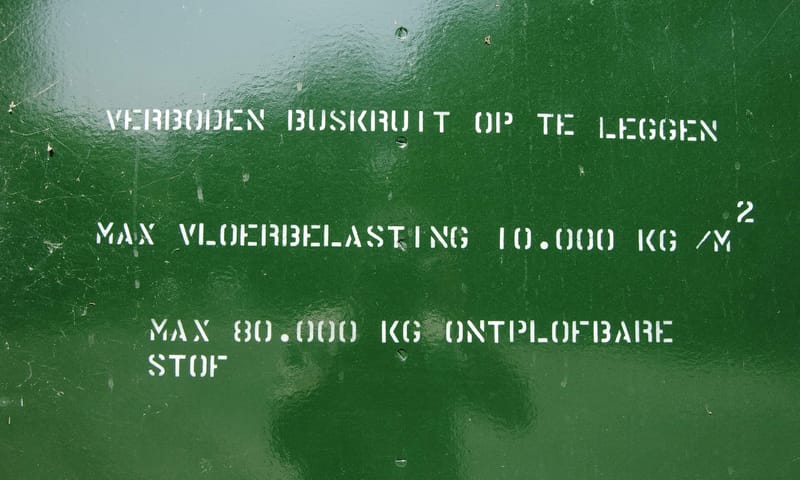 VERBODEN BUSKRUIT OP TE LEGGEN
MAX VLOERBELASTING 10.000 KG /M²
MAX 80.000 KG ONTPLOFBARE
STOF